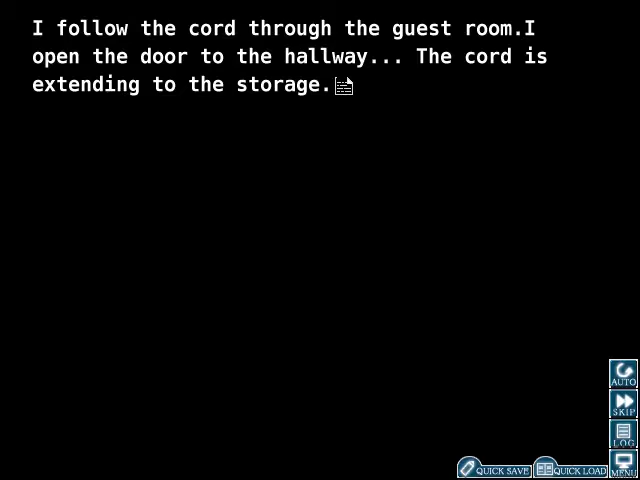 I follow the cord through the guest room.I
open the door to the hallway... The cord is
extending to the storage.
AUTO
SKIP
LOG
MENU
QUICK SAVE
QUICK LOAD